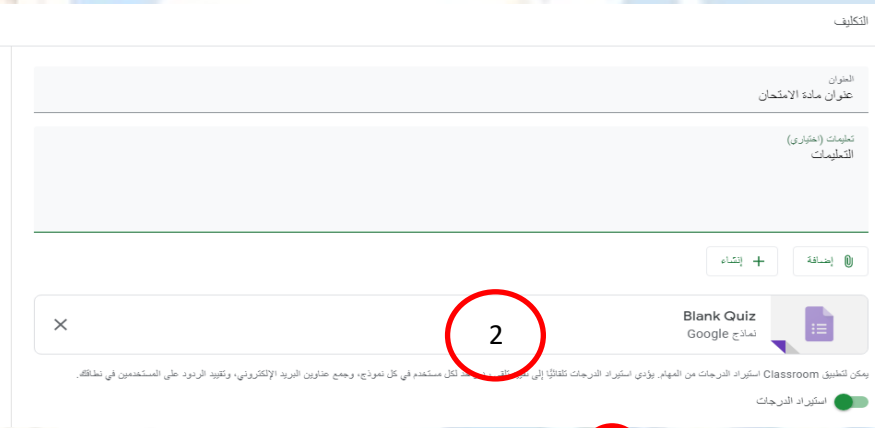 التكليف
العنوان
عنوان مادة الامتحان
تعليمات (اختياري)
التعليمات
إضافة
+ إنشاء
Blank Quiz
نماذج Google
2
يمكن لتطبيق Classroom استيراد الدرجات من المهام. يؤدي استيراد الدرجات تلقائيًا إلى لكل مستخدم في كل نموذج، وجمع عناوين البريد الإلكتروني، وتقييد الردود على المستخدمين في نطاقك.
استيراد الدرجات